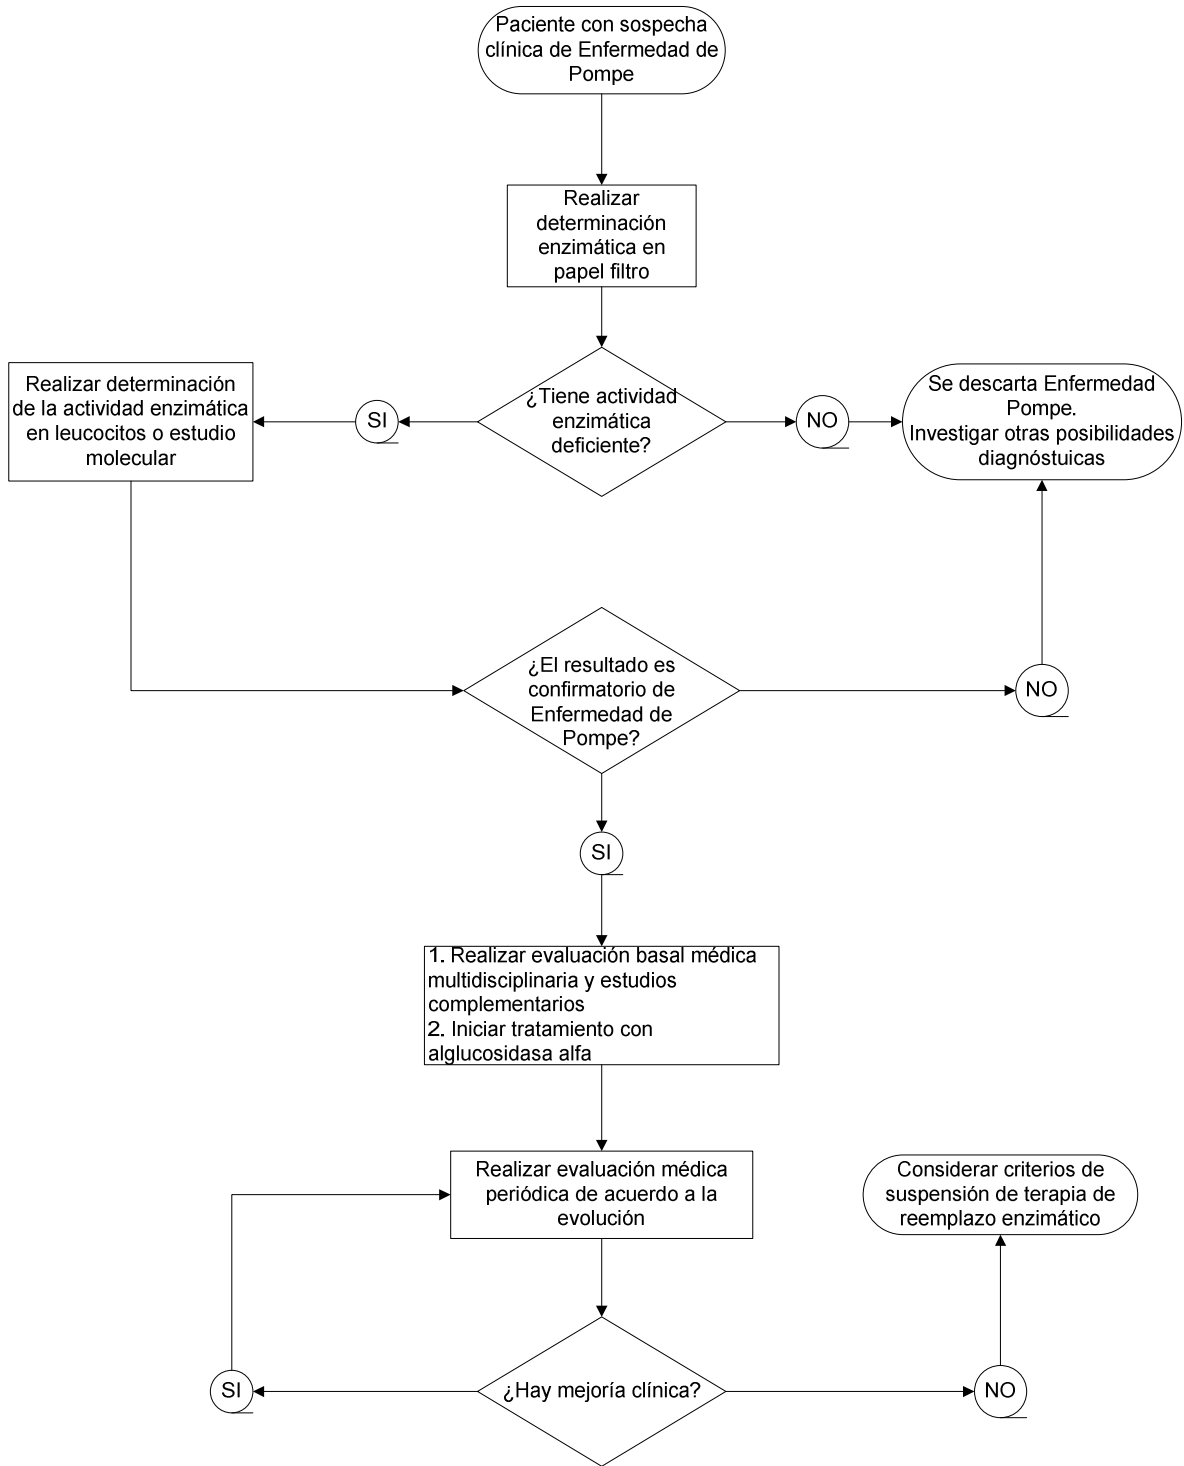 Paciente con sospecha
clínica de Enfermedad de
Pompe
Realizar
determinación
enzimática en
papel filtro
Realizar determinación
de la actividad enzimática
en leucocitos o estudio
molecular
SI
¿Tiene actividad
enzimática
deficiente?
NO
Se descarta Enfermedad
Pompe.
Investigar otras posibilidades
diagnóstuicas
¿El resultado es
confirmatorio de
Enfermedad de
Pompe?
NO
SI
1. Realizar evaluación basal médica
multidisciplinaria y estudios
complementarios
2. Iniciar tratamiento con
alglucosidasa alfa
Realizar evaluación médica
periódica de acuerdo a la
evolución
Considerar criterios de
suspensión de terapia de
reemplazo enzimático
SI
¿Hay mejoría clínica?
NO